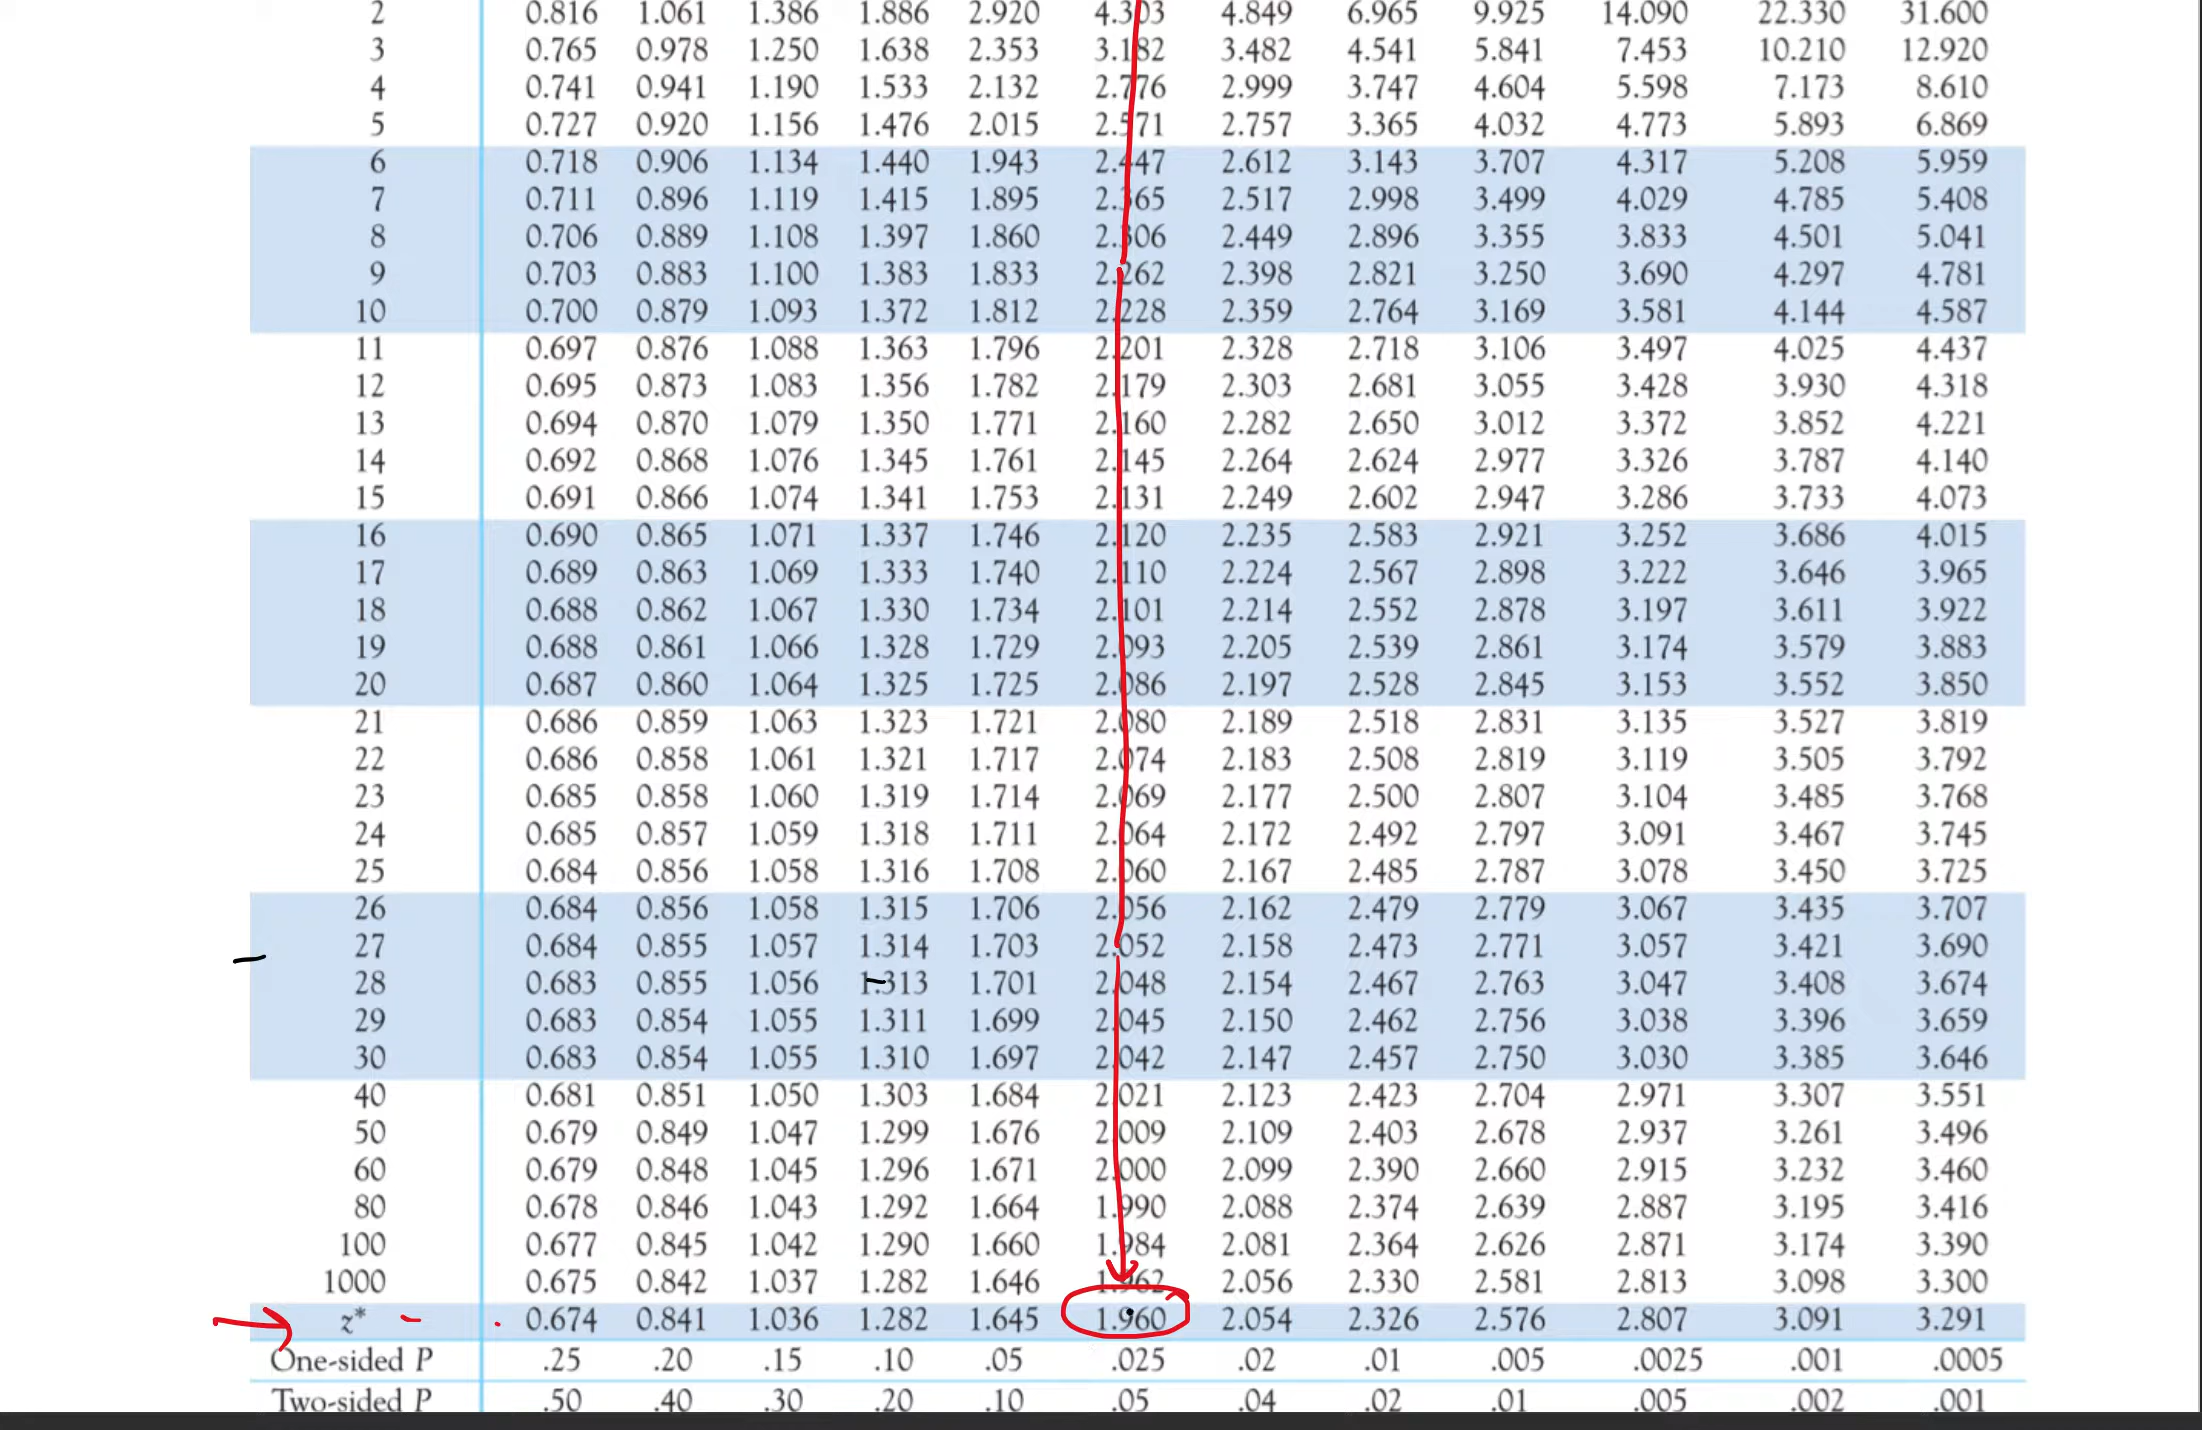 2 0.816 1.061 1.386 1.886 2.920 4.303 4.849 6.965 9.925 14.090 22.330 31.600
3 0.765 0.978 1.250 1.638 2.353 3.182 3.482 4.541 5.841 7.453 10.210 12.920
4 0.741 0.941 1.190 1.533 2.132 2.776 2.999 3.747 4.604 5.598 7.173 8.610
5 0.727 0.920 1.156 1.476 2.015 2.571 2.757 3.365 4.032 4.773 5.893 6.869
6 0.718 0.906 1.134 1.440 1.943 2.447 2.612 3.143 3.707 4.317 5.208 5.959
7 0.711 0.896 1.119 1.415 1.895 2.365 2.517 2.998 3.499 4.029 4.785 5.408
8 0.706 0.889 1.108 1.397 1.860 2.306 2.449 2.896 3.355 3.833 4.501 5.041
9 0.703 0.883 1.100 1.383 1.833 2.262 2.398 2.821 3.250 3.690 4.297 4.781
10 0.700 0.879 1.093 1.372 1.812 2.228 2.359 2.764 3.169 3.581 4.144 4.587
11 0.697 0.876 1.088 1.363 1.796 2.201 2.328 2.718 3.106 3.497 4.025 4.437
12 0.695 0.873 1.083 1.356 1.782 2.179 2.303 2.681 3.055 3.428 3.930 4.318
13 0.694 0.870 1.079 1.350 1.771 2.160 2.282 2.650 3.012 3.372 3.852 4.221
14 0.692 0.868 1.076 1.345 1.761 2.145 2.264 2.624 2.977 3.326 3.787 4.140
15 0.691 0.866 1.074 1.341 1.753 2.131 2.249 2.602 2.947 3.286 3.733 4.073
16 0.690 0.865 1.071 1.337 1.746 2.120 2.235 2.583 2.921 3.252 3.686 4.015
17 0.689 0.863 1.069 1.333 1.740 2.110 2.224 2.567 2.898 3.222 3.646 3.965
18 0.688 0.862 1.067 1.330 1.734 2.101 2.214 2.552 2.878 3.197 3.611 3.922
19 0.688 0.861 1.066 1.328 1.729 2.093 2.205 2.539 2.861 3.174 3.579 3.883
20 0.687 0.860 1.064 1.325 1.725 2.086 2.197 2.528 2.845 3.153 3.552 3.850
21 0.686 0.859 1.063 1.323 1.721 2.080 2.189 2.518 2.831 3.135 3.527 3.819
22 0.686 0.858 1.061 1.321 1.717 2.074 2.183 2.508 2.819 3.119 3.505 3.792
23 0.685 0.858 1.060 1.319 1.714 2.069 2.177 2.500 2.807 3.104 3.485 3.768
24 0.685 0.857 1.059 1.318 1.711 2.064 2.172 2.492 2.797 3.091 3.467 3.745
25 0.684 0.856 1.058 1.316 1.708 2.060 2.167 2.485 2.787 3.078 3.450 3.725
26 0.684 0.856 1.058 1.315 1.706 2.056 2.162 2.479 2.779 3.067 3.435 3.707
27 0.684 0.855 1.057 1.314 1.703 2.052 2.158 2.473 2.771 3.057 3.421 3.690
28 0.683 0.855 1.056 1.313 1.701 2.048 2.154 2.467 2.763 3.047 3.408 3.674
29 0.683 0.854 1.055 1.311 1.699 2.045 2.150 2.462 2.756 3.038 3.396 3.659
30 0.683 0.854 1.055 1.310 1.697 2.042 2.147 2.457 2.750 3.030 3.385 3.646
40 0.681 0.851 1.050 1.303 1.684 2.021 2.123 2.423 2.704 2.971 3.307 3.551
50 0.679 0.849 1.047 1.299 1.676 2.009 2.109 2.403 2.678 2.937 3.261 3.496
60 0.679 0.848 1.045 1.296 1.671 2.000 2.099 2.390 2.660 2.915 3.232 3.460
80 0.678 0.846 1.043 1.292 1.664 1.990 2.088 2.374 2.639 2.887 3.195 3.416
100 0.677 0.845 1.042 1.290 1.660 1.984 2.081 2.364 2.626 2.871 3.174 3.390
1000 0.675 0.842 1.037 1.282 1.646 1.962 2.056 2.330 2.581 2.813 3.098 3.300
z* 0.674 0.841 1.036 1.282 1.645 1.960 2.054 2.326 2.576 2.807 3.091 3.291
One-sided P .25 .20 .15 .10 .05 .025 .02 .01 .005 .0025 .001 .0005
Two-sided P .50 .40 .30 .20 .10 .05 .04 .02 .01 .005 .002 .001